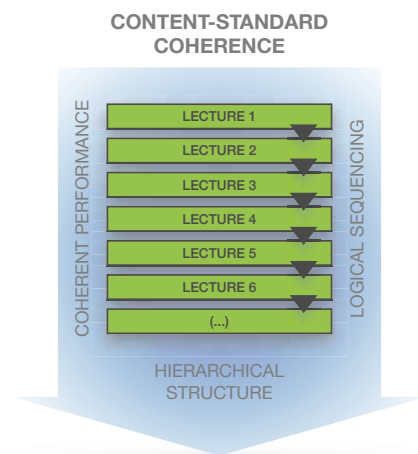 CONTENT-STANDARD
COHERENCE
COHERENT PERFORMANCE
LECTURE 1
LECTURE 2
LECTURE 3
LECTURE 4
LECTURE 5
LECTURE 6
(...)
LOGICAL SEQUENCING
HIERARCHICAL
STRUCTURE